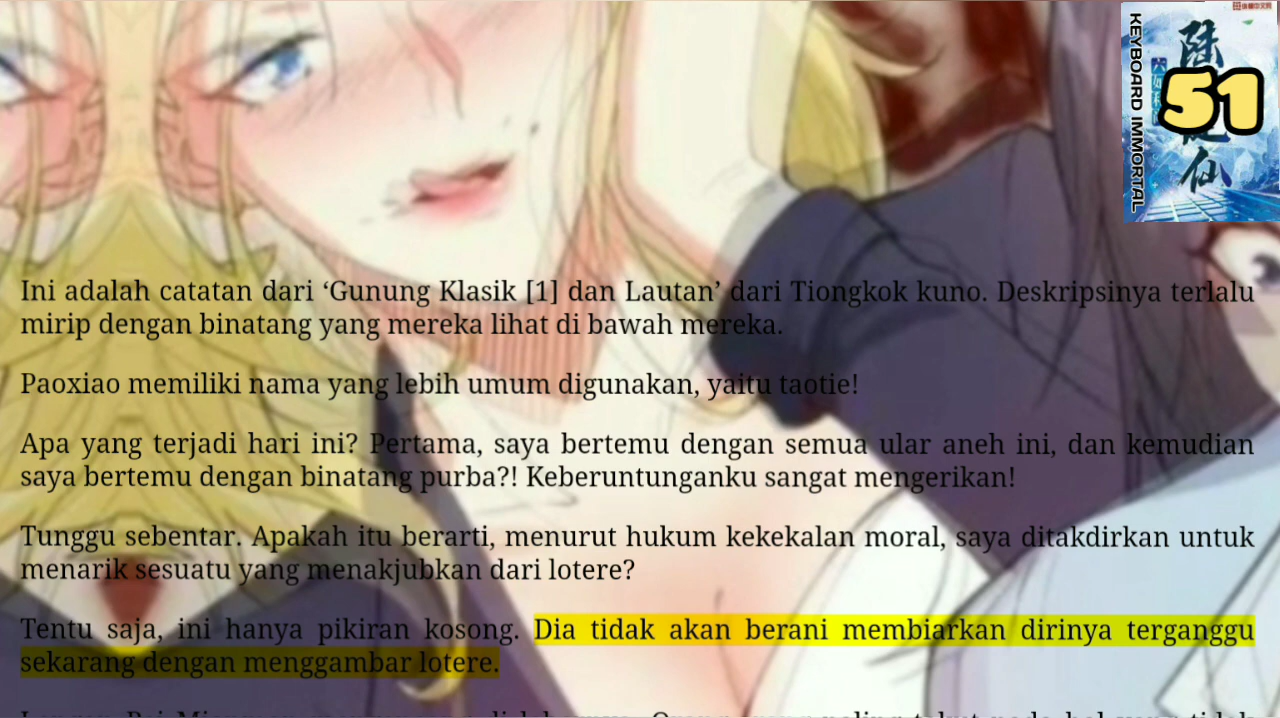 KEYBOARD IMMORTAL
51
仙
Ini adalah catatan dari ‘Gunung Klasik [1] dan Lautan’ dari Tiongkok kuno. Deskripsinya terlalu
mirip dengan binatang yang mereka lihat di bawah mereka.
Paoxiao memiliki nama yang lebih umum digunakan, yaitu taotie!
Apa yang terjadi hari ini? Pertama, saya bertemu dengan semua ular aneh ini, dan kemudian
saya bertemu dengan binatang purba?! Keberuntunganku sangat mengerikan!
Tunggu sebentar. Apakah itu berarti, menurut hukum kekekalan moral, saya ditakdirkan untuk
menarik sesuatu yang menakjubkan dari lotere?
Tentu saja, ini hanya pikiran kosong. Dia tidak akan berani membiarkan dirinya terganggu
sekarang dengan menggambar lotere.